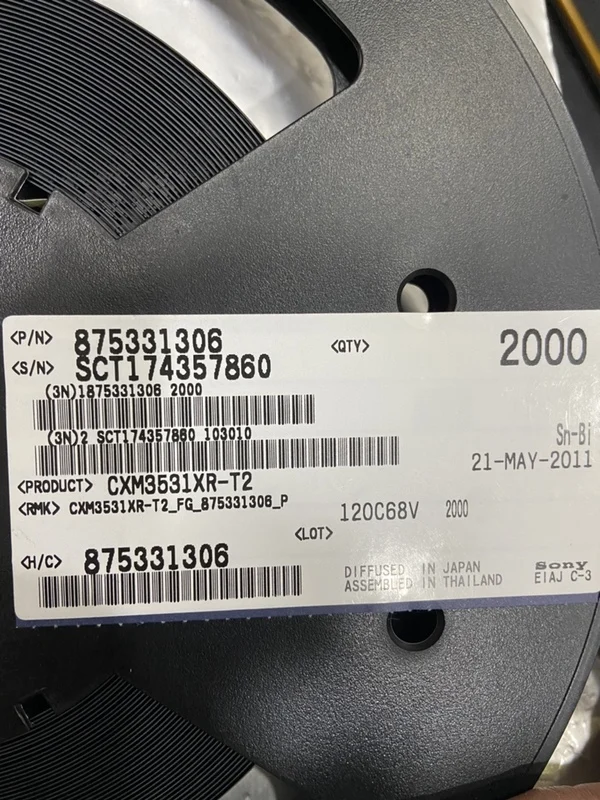 <P/N> 875331306 <QTY> 2000
<S/N> SCT174357860
(3N)1875331306 2000
(3N)2 SCT174357860 103010
Sn-Bi
21-MAY-2011
<PRODUCT> CXM3531XR-T2
<RMK> CXM3531XR-T2_FG_875331306_P
120C68V 2000
<LOT>
<H/C> 875331306
DIFFUSED IN JAPAN
ASSEMBLED IN THAILAND
Sony
EIAJ C-3